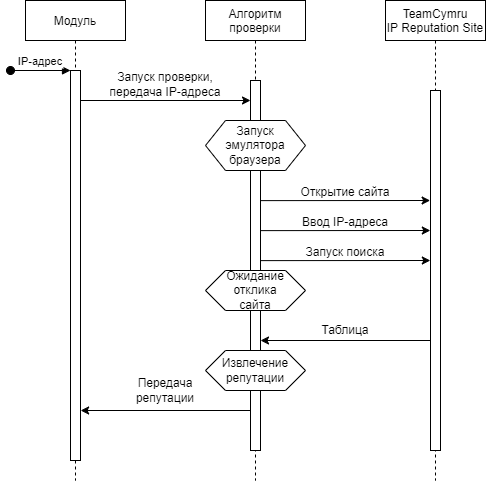 Модуль
Алгоритм
проверки
TeamCymru
IP Reputation Site
IP-адрес
Запуск проверки,
передача IP-адреса
Запуск
эмулятора
браузера
Открытие сайта
Ввод IP-адреса
Запуск поиска
Ожидание
отклика
сайта
Таблица
Извлечение
репутации
Передача
репутации